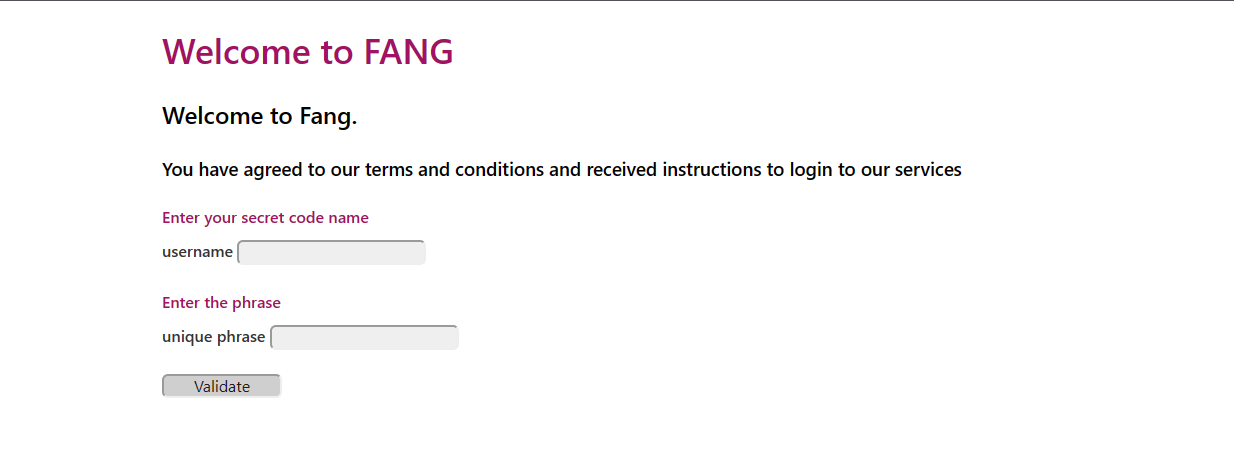 Welcome to FANG
Welcome to Fang.
You have agreed to our terms and conditions and received instructions to login to our services
Enter your secret code name
username
Enter the phrase
unique phrase
Validate